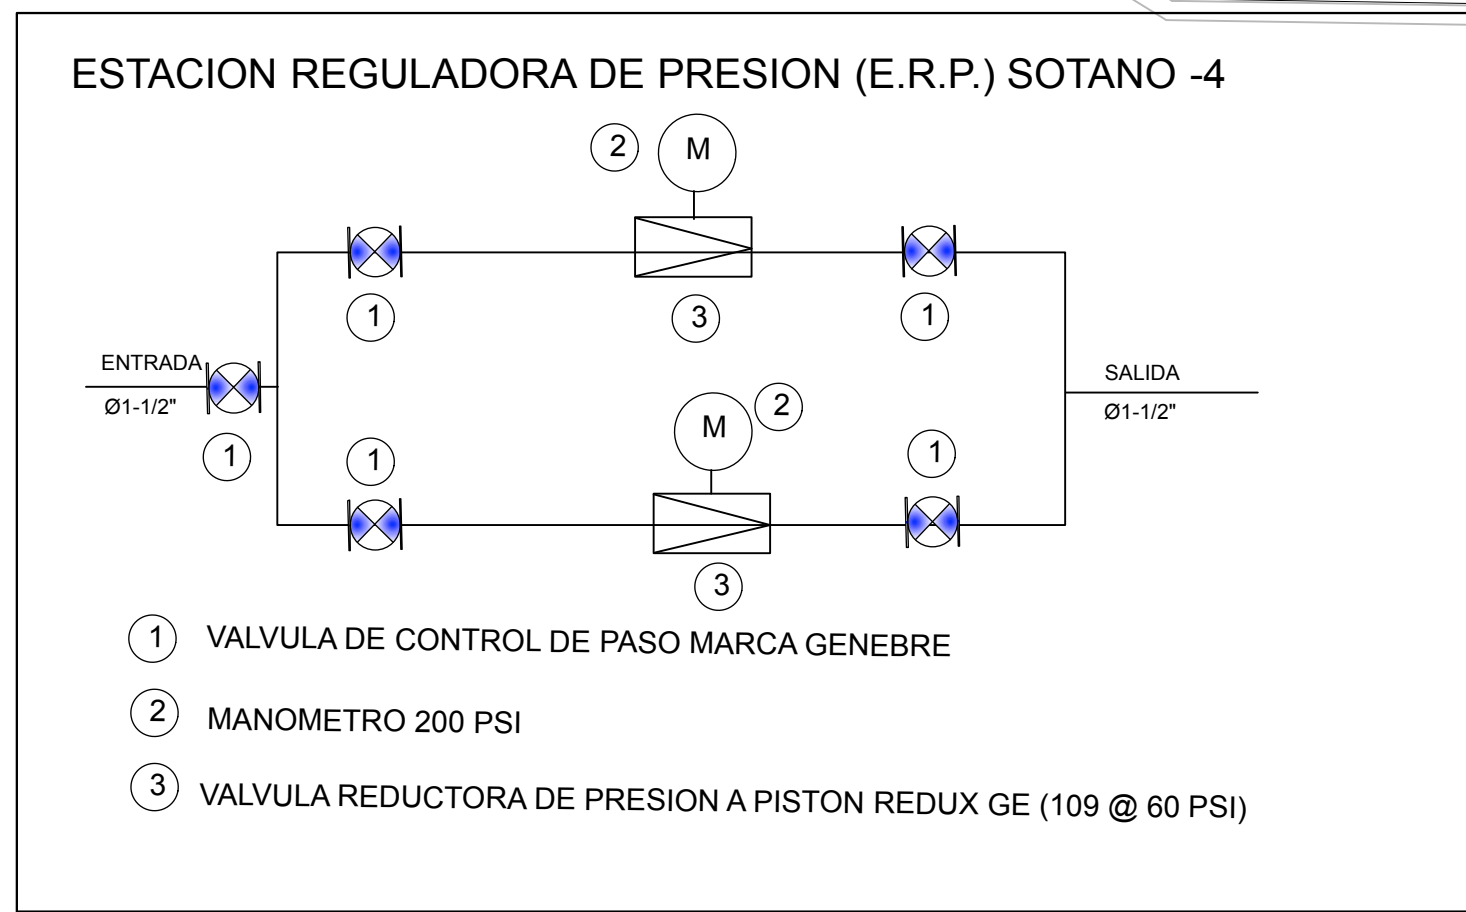 ESTACION REGULADORA DE PRESION (E.R.P.) SOTANO -4
2
M
1
3
1
ENTRADA
Ø1-1/2"
1
SALIDA
Ø1-1/2"
M
2
1
1
3
1 VALVULA DE CONTROL DE PASO MARCA GENEBRE
2 MANOMETRO 200 PSI
3 VALVULA REDUCTORA DE PRESION A PISTON REDUX GE (109 @ 60 PSI)